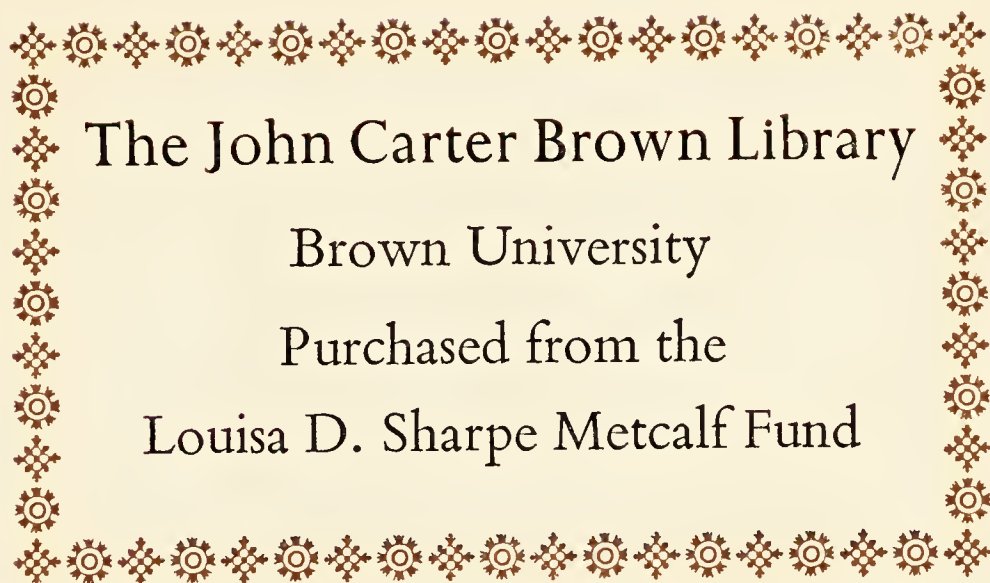 The John Carter Brown Library
Brown University
Purchased from the
Louisa D. Sharpe Metcalf Fund